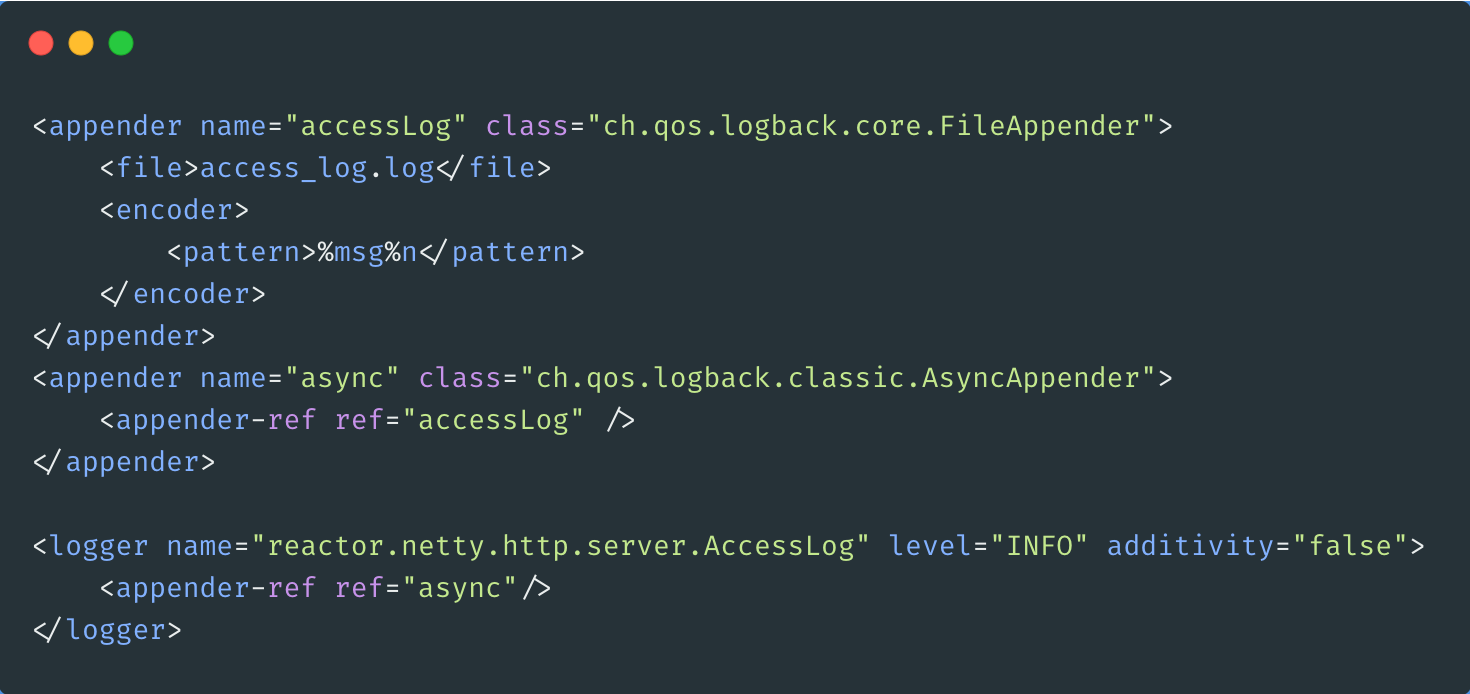 <appender name="accessLog" class="ch.qos.logback.core.FileAppender">
    <file>access_log.log</file>
    <encoder>
        <pattern>%msg%n</pattern>
    </encoder>
</appender>
<appender name="async" class="ch.qos.logback.classic.AsyncAppender">
    <appender-ref ref="accessLog" />
</appender>

<logger name="reactor.netty.http.server.AccessLog" level="INFO" additivity="false">
    <appender-ref ref="async"/>
</logger>